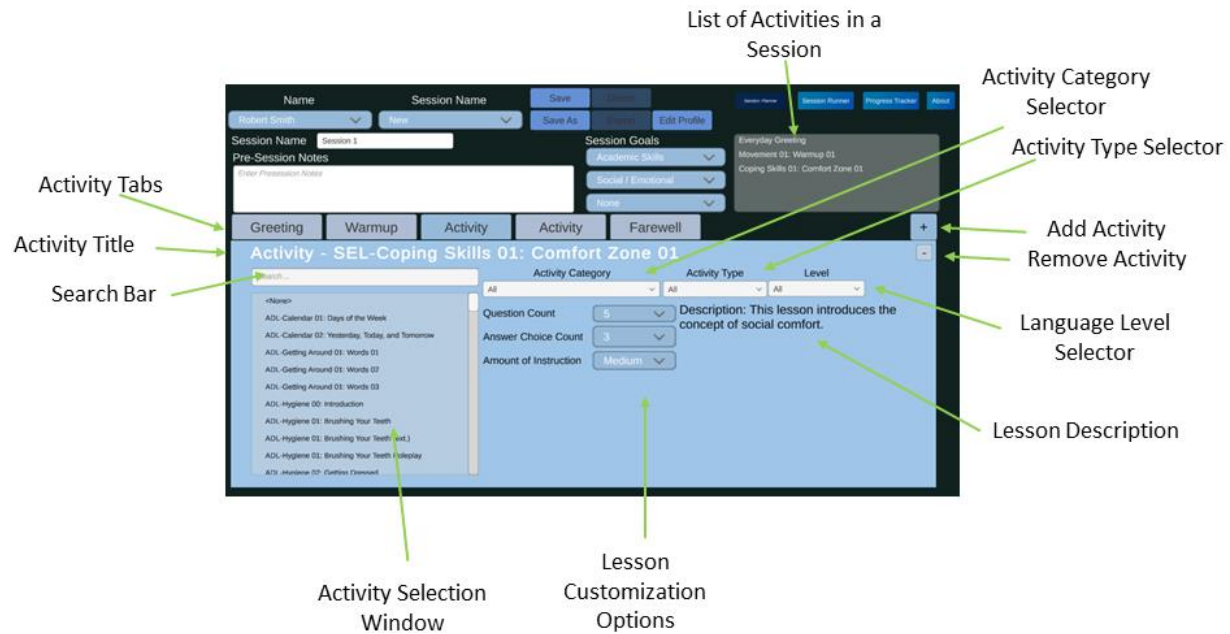 List of Activities in a
Session
Activity Category
Selector
Activity Type Selector
Activity Tabs
Activity Title
Search Bar
Add Activity
Remove Activity
Language Level
Selector
Lesson Description
Lesson
Customization
Options
Activity Selection
Window
Name
Session Name
Save
Session Planner
Session Runner
Progress Tracker
About
Robert Smith
New
Save As
Edit Profile
Session Name
Session 1
Session Goals
Everyday Greeting
Pre-Session Notes
Academic Skills
Movement 01: Warmup 01
Enter Presession Notes
Social / Emotional
Coping Skills 01: Comfort Zone 01
None
Greeting
Warmup
Activity
Activity
Farewell
+
Activity - SEL-Coping Skills 01: Comfort Zone 01
-
Search...
Activity Category
Activity Type
Level
All
All
All
<None>
ADL-Calendar 01: Days of the Week
ADL-Calendar 02: Yesterday, Today, and Tomorrow
ADL-Getting Around 01: Words 01
ADL-Getting Around 01: Words 02
ADL-Getting Around 01: Words 03
ADL-Hygiene 00: Introduction
ADL-Hygiene 01: Brushing Your Teeth
ADL-Hygiene 01: Brushing Your Teeth
ADL-Hygiene 01: Brushing Your Teeth Roleplay
ADL-Hygiene 02: Getting Dressed
Question Count
5
Answer Choice Count
3
Amount of Instruction
Medium
Description: This lesson introduces the
concept of social comfort.